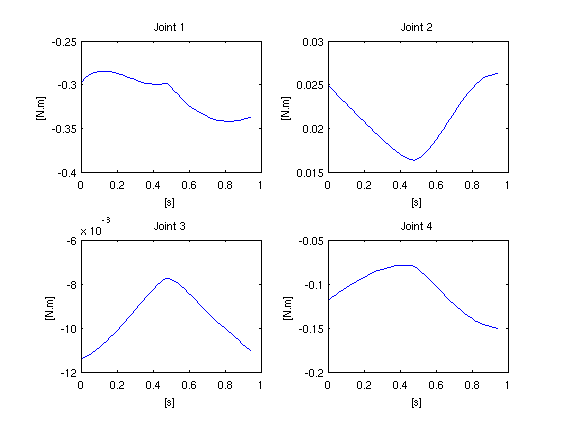 Joint 1
Joint 2
-0.25
-0.3
-0.35
-0.4
[N.m]
0 0.2 0.4 0.6 0.8 1
[s]
0.03
0.025
0.02
0.015
[N.m]
0 0.2 0.4 0.6 0.8 1
[s]
x 10^-3
Joint 3
Joint 4
-6
-8
-10
-12
[N.m]
0 0.2 0.4 0.6 0.8 1
[s]
-0.05
-0.1
-0.15
-0.2
[N.m]
0 0.2 0.4 0.6 0.8 1
[s]